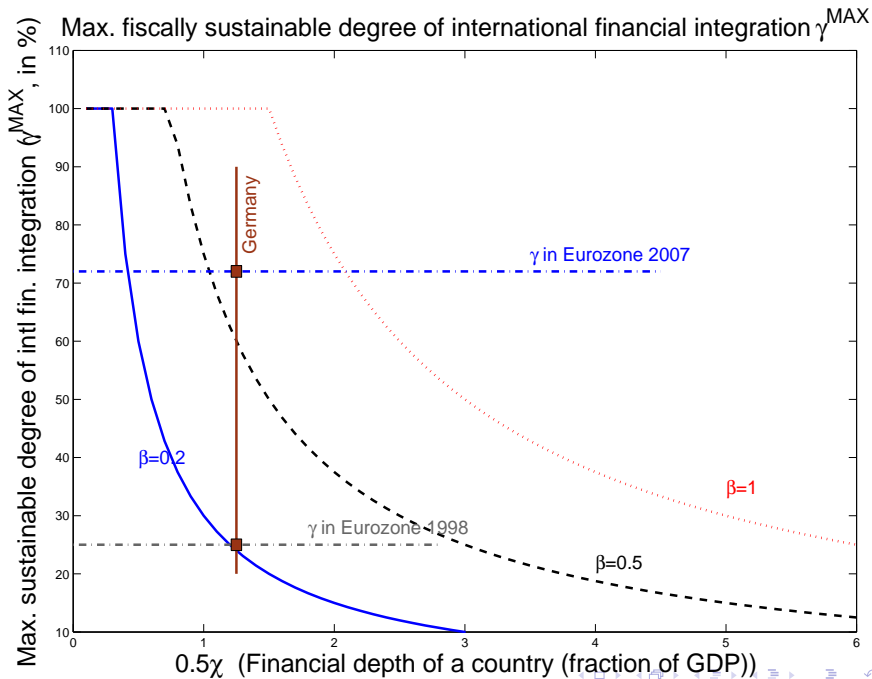 Max. fiscally sustainable degree of international financial integration γ^MAX
Max. sustainable degree of intl fin. integration (γ^MAX, in %)
110
100
90
80
70
60
50
40
30
20
10
Germany
γ in Eurozone 2007
β=0.2
β=1
γ in Eurozone 1998
β=0.5
0 1 2 3 4 5 6
0.5χ (Financial depth of a country (fraction of GDP))